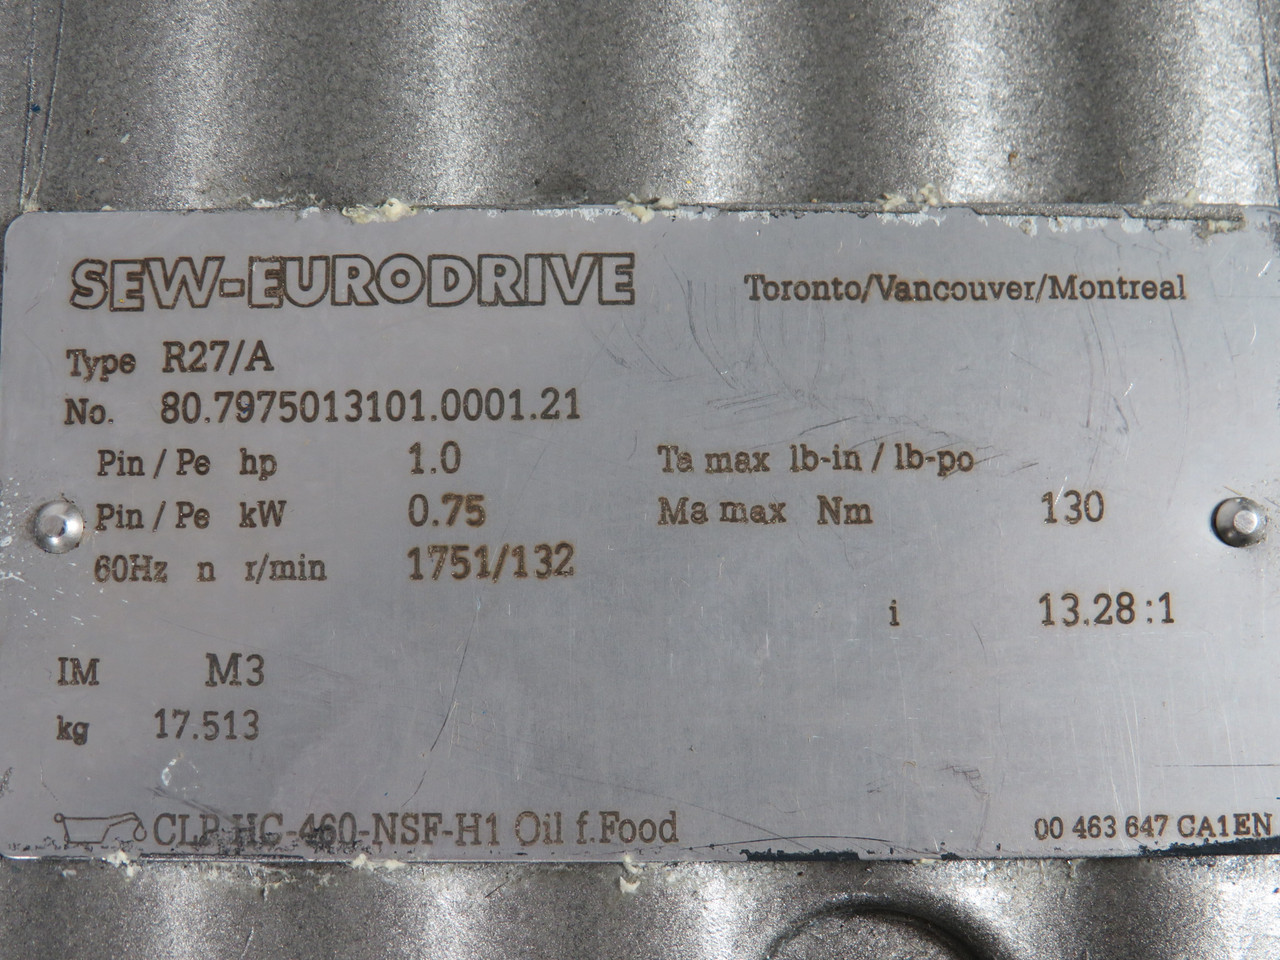 SEW-EURODRIVE Toronto/Vancouver/Montreal
Type R27/A
No. 80.7975013101.0001.21
Pin / Pe hp 1.0 Ta max lb-in / lb-po
Pin / Pe kW 0.75 Ma max Nm 130
60Hz n r/min 1751/132
i 13.28 :1
IM M3
kg 17.513
CLP HC-460-NSF-H1 Oil f.Food 00 463 647 CA1EN